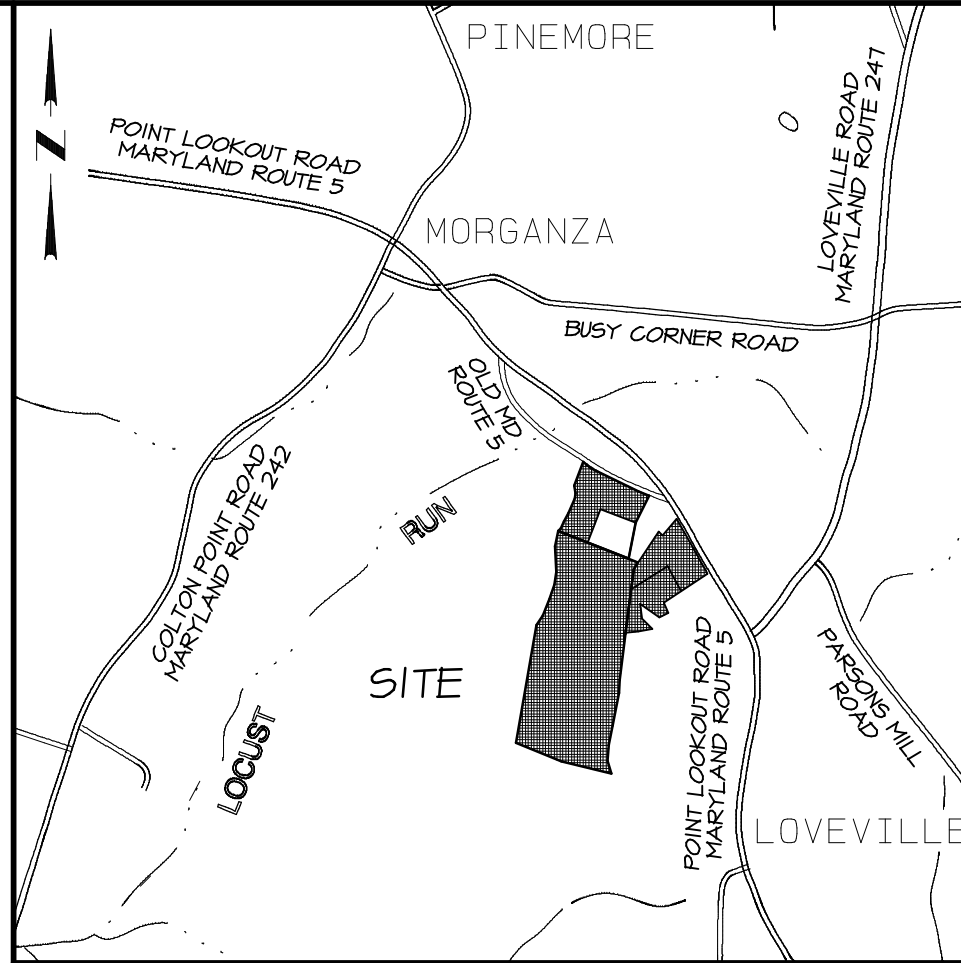 PINEMORE
N
POINT LOOKOUT ROAD
MARYLAND ROUTE 5
LOVEVILLE ROAD
MARYLAND ROUTE 247
MORGANZA
BUSY CORNER ROAD
OLD MD
ROUTE 5
COLTON POINT ROAD
MARYLAND ROUTE 242
RUN
SITE
LOCUST
POINT LOOKOUT ROAD
MARYLAND ROUTE 5
PARSONS MILL
ROAD
LOVEVILLE